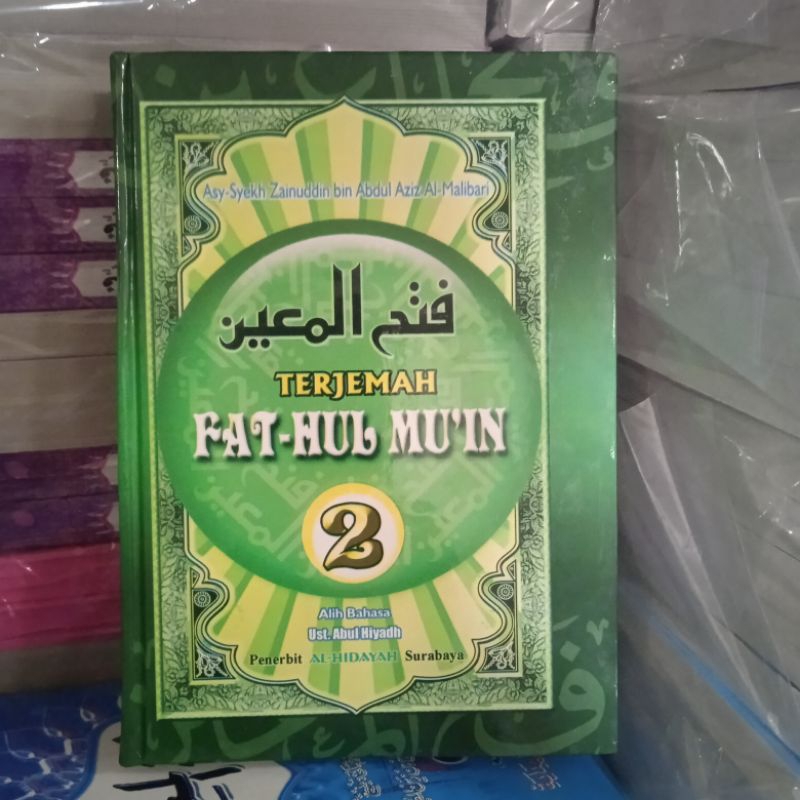 Asy-Syekh Zainuddin bin Abdul Aziz Al-Malibari
فتح المعين
TERJEMAH
FAT-HUL MU'IN
2
Alih Bahasa
Ust. Abul Hiyadh
Penerbit AL-HIDAYAH Surabaya